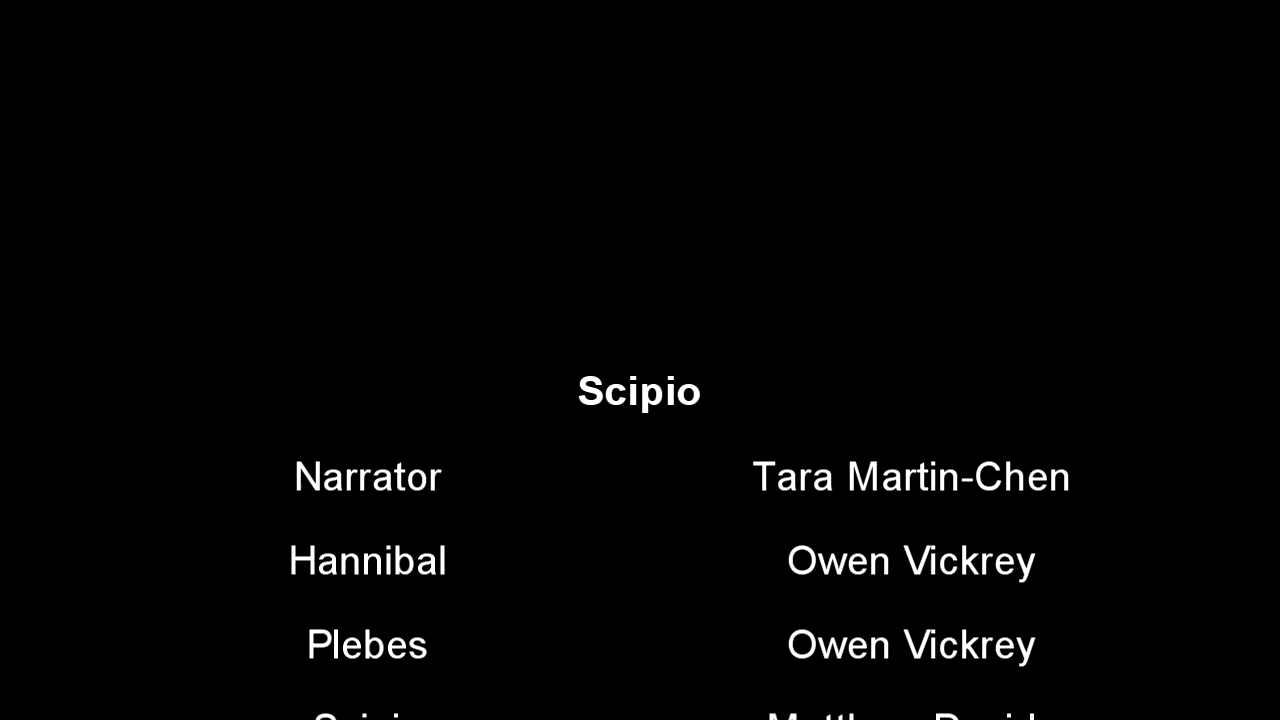 Scipio
Narrator Tara Martin-Chen
Hannibal Owen Vickrey
Plebes Owen Vickrey